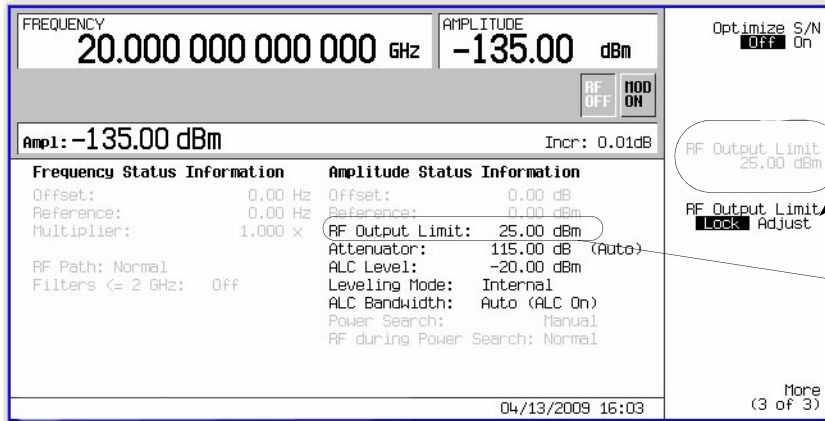 FREQUENCY
20.000 000 000 000 GHz
AMPLITUDE
-135.00 dBm
RF OFF
MOD ON
Ampl: -135.00 dBm
Incr: 0.01dB
Frequency Status Information
Offset: 0.00 Hz
Reference: 0.00 Hz
Multiplier: 1.000 x
RF Path: Normal
Filters <= 2 GHz: Off
Amplitude Status Information
Offset: 0.00 dB
Reference: 0.00 dBm
RF Output Limit: 25.00 dBm
Attenuator: 115.00 dB (Auto)
ALC Level: -20.00 dBm
Leveling Mode: Internal
ALC Bandwidth: Auto (ALC On)
Power Search: Manual
RF during Power Search: Normal
04/13/2009 16:03
Optimize S/N
Off On
RF Output Limit
25.00 dBm
RF Output Limit
Lock Adjust
More
(3 of 3)